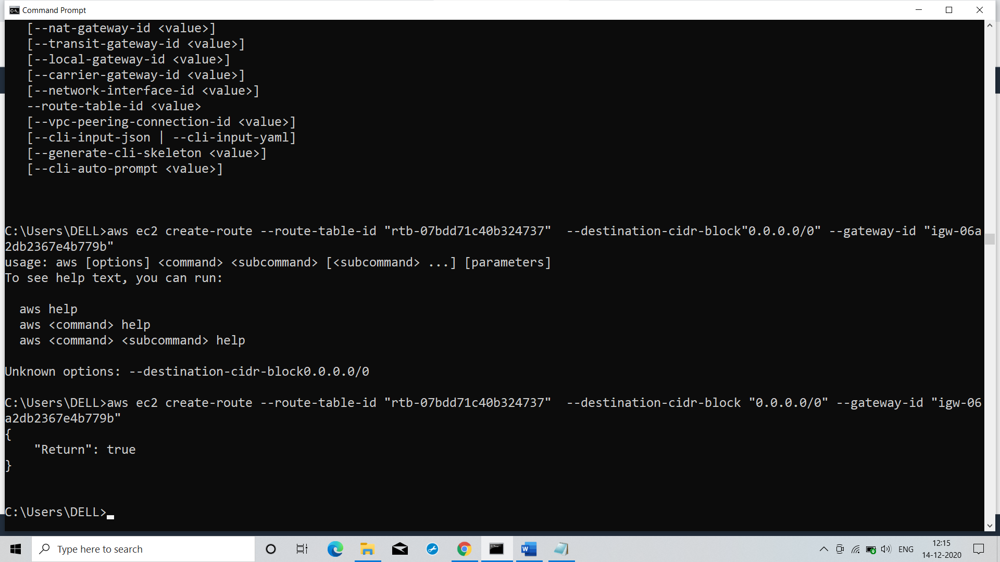 Command Prompt
[--nat-gateway-id <value>]
[--transit-gateway-id <value>]
[--local-gateway-id <value>]
[--carrier-gateway-id <value>]
[--network-interface-id <value>]
--route-table-id <value>
[--vpc-peering-connection-id <value>]
[--cli-input-json | --cli-input-yaml]
[--generate-cli-skeleton <value>]
[--cli-auto-prompt <value>]
C:\Users\DELL>aws ec2 create-route --route-table-id "rtb-07bdd71c40b324737"  --destination-cidr-block"0.0.0.0/0" --gateway-id "igw-06a
2db2367e4b779b"
usage: aws [options] <command> <subcommand> [<subcommand> ...] [parameters]
To see help text, you can run:
aws help
aws <command> help
aws <command> <subcommand> help
Unknown options: --destination-cidr-block0.0.0.0/0
C:\Users\DELL>aws ec2 create-route --route-table-id "rtb-07bdd71c40b324737"  --destination-cidr-block "0.0.0.0/0" --gateway-id "igw-06
a2db2367e4b779b"
{
"Return": true
}
C:\Users\DELL>
Type here to search
ENG
12:15
14-12-2020